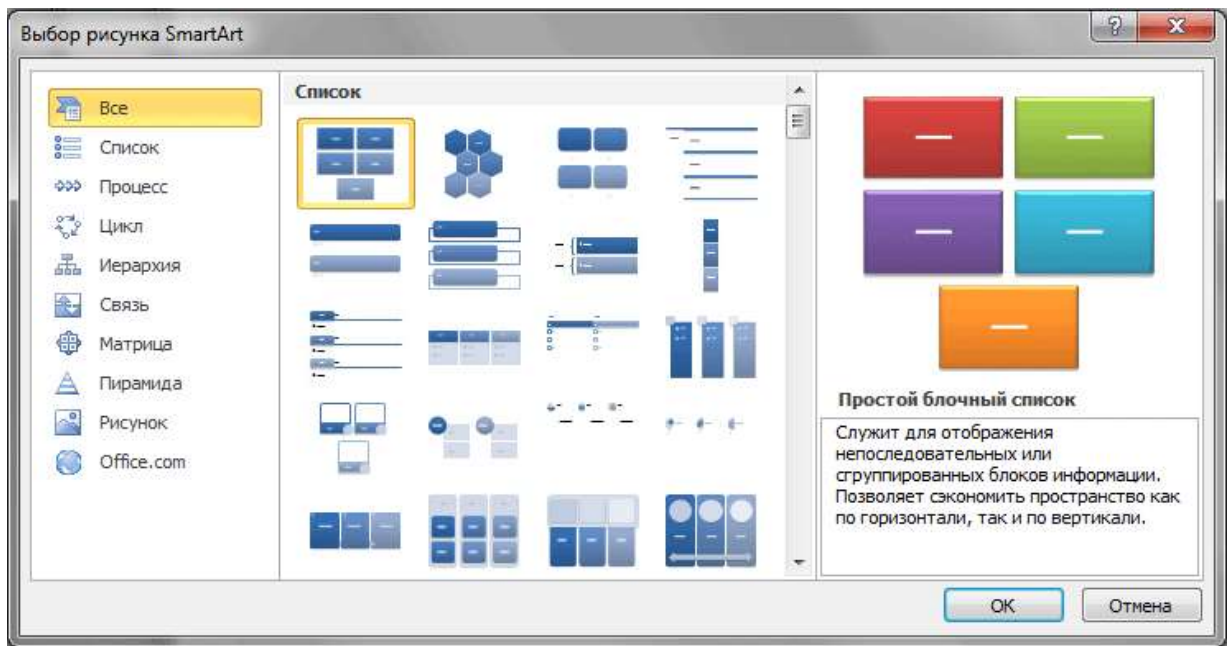 Выбор рисунка SmartArt
Все
Список
Процесс
Цикл
Иерархия
Связь
Матрица
Пирамида
Рисунок
Office.com
Список
Простой блочный список
Служит для отображения
непоследовательных или
сгруппированных блоков информации.
Позволяет сэкономить пространство как
по горизонтали, так и по вертикали.
ОК
Отмена